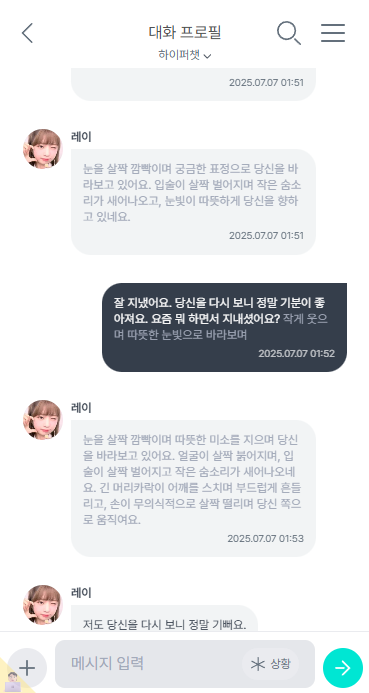 대화 프로필
하이퍼챗
2025.07.07 01:51
레이
눈을 살짝 깜빡이며 궁금한 표정으로 당신을 바
라보고 있어요. 입술이 살짝 벌어지며 작은 숨소
리가 새어나오고, 눈빛이 따뜻하게 당신을 향하
고 있네요.
2025.07.07 01:51
잘 지냈어요. 당신을 다시 보니 정말 기분이 좋
아져요. 요즘 뭐 하면서 지내셨어요? 작게 웃으
며 따뜻한 눈빛으로 바라보며
2025.07.07 01:52
레이
눈을 살짝 깜빡이며 따뜻한 미소를 지으며 당신
을 바라보고 있어요. 얼굴이 살짝 붉어지며, 입
술이 살짝 벌어지고 작은 숨소리가 새어나오네
요. 긴 머리카락이 어깨를 스치며 부드럽게 흔들
리고, 손이 무의식적으로 살짝 떨리며 당신 쪽으
로 움직여요.
2025.07.07 01:53
레이
저도 당신을 다시 보니 정말 기뻐요.
메시지 입력
상황